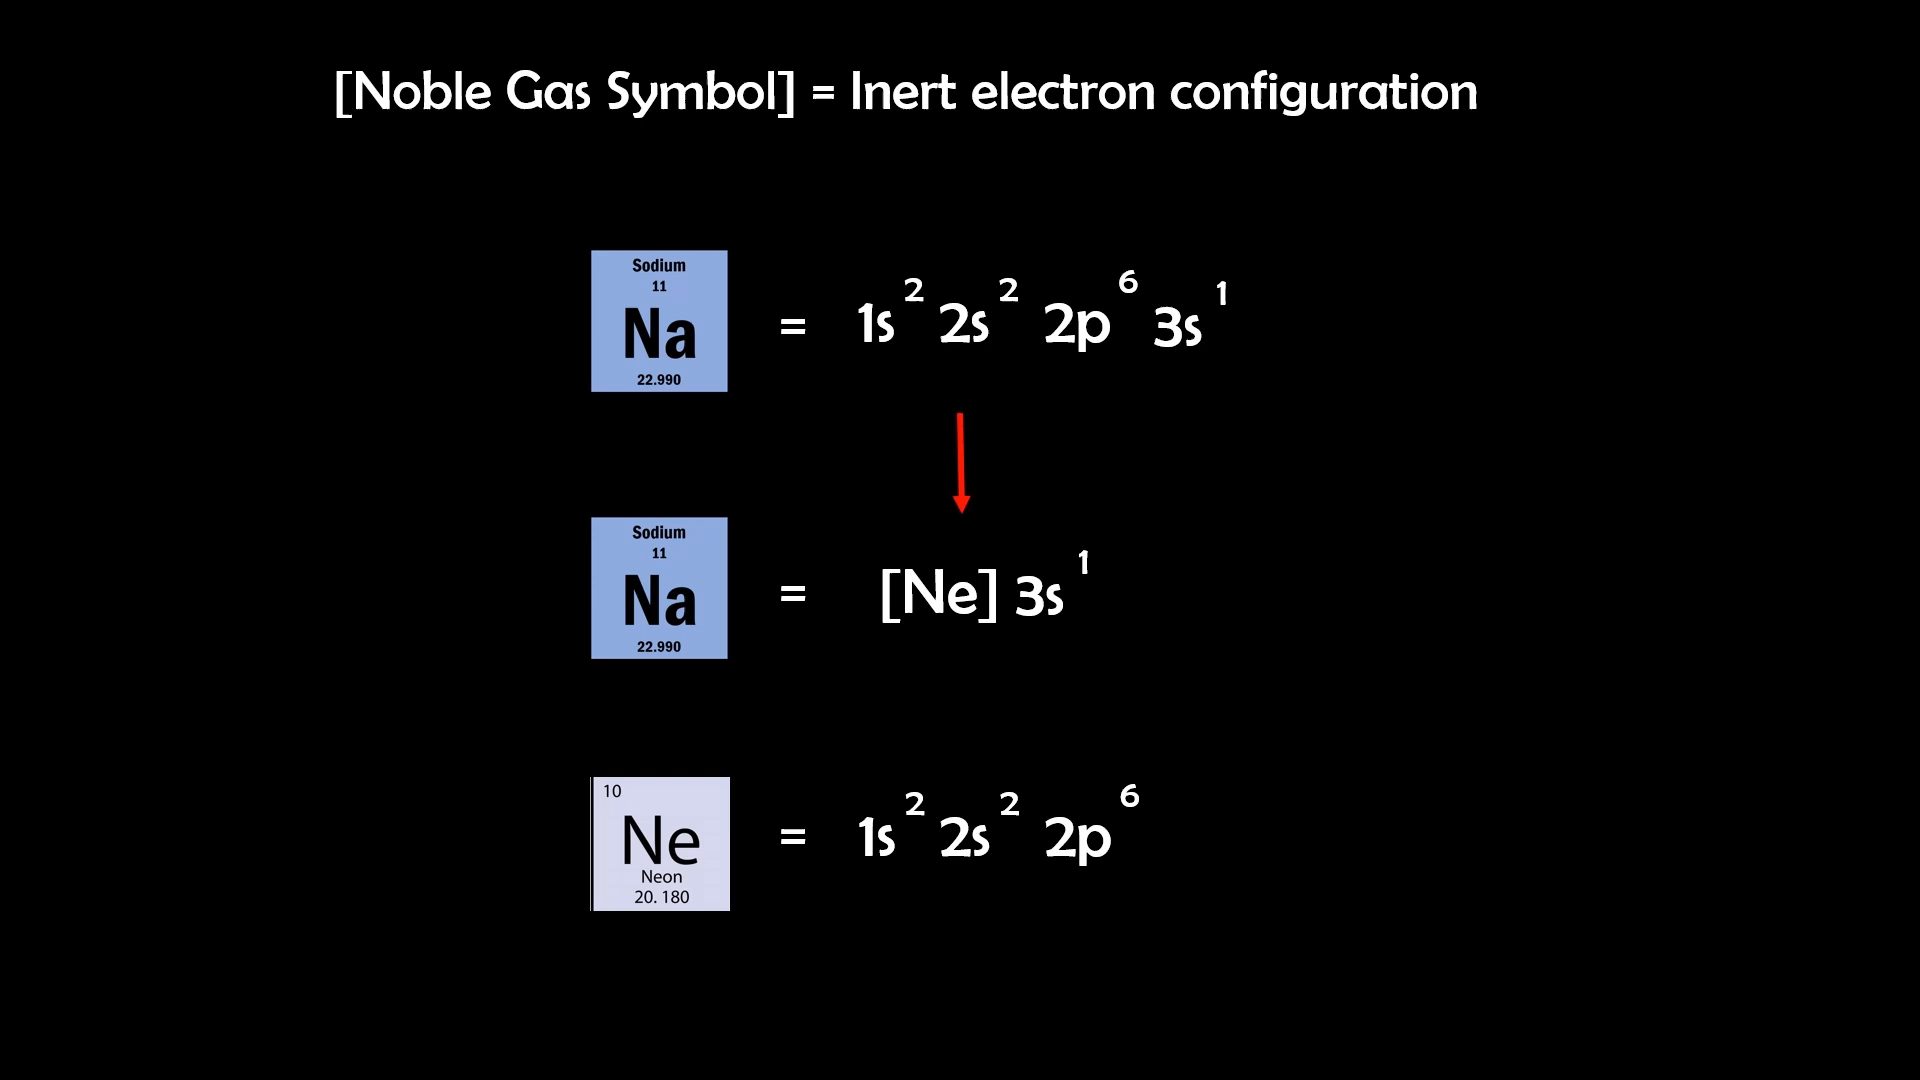 [Noble Gas Symbol] = Inert electron configuration
Sodium
11
Na
22.990
= 1s² 2s² 2p⁶ 3s¹
Sodium
11
Na
22.990
= [Ne] 3s¹
10
Ne
Neon
20. 180
= 1s² 2s² 2p⁶